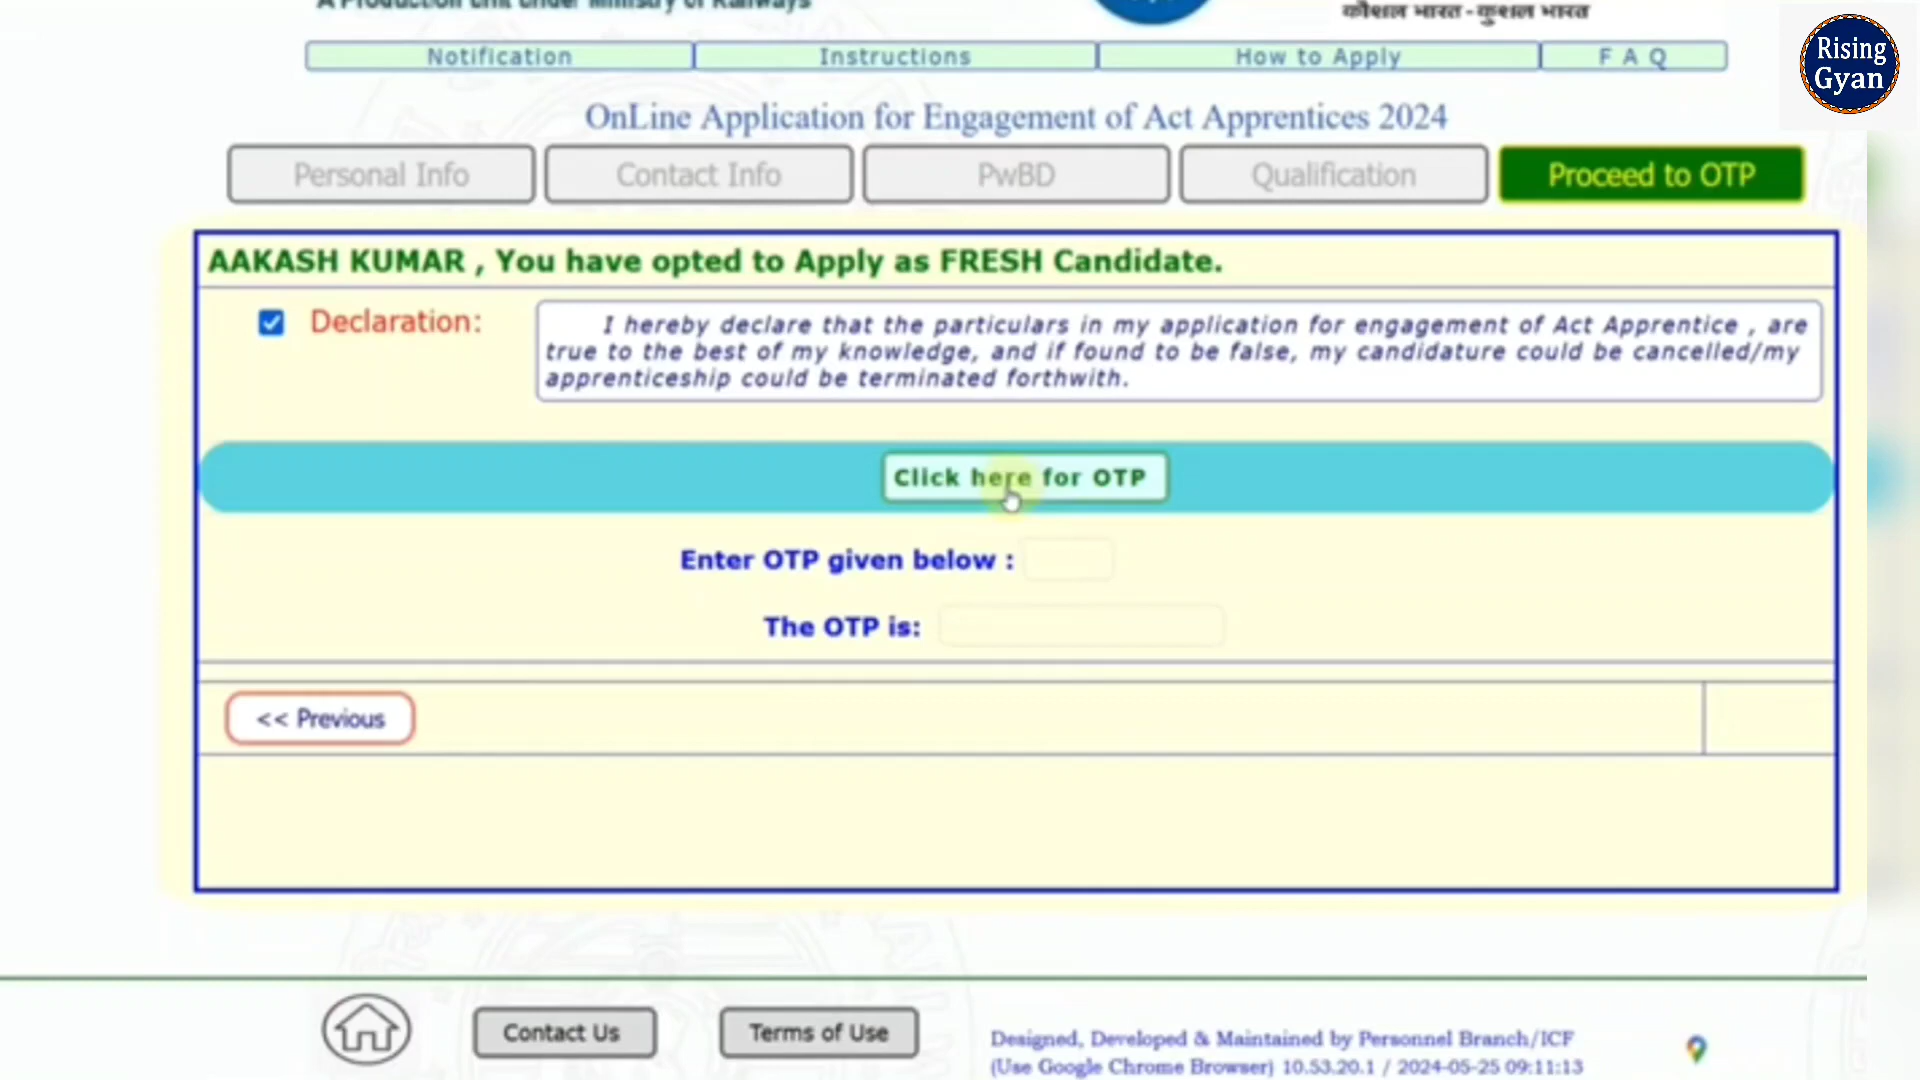 A Production Unit under Ministry of Railways
कौशल भारत - कुशल भारत
Rising
Gyan
Notification
Instructions
How to Apply
F A Q
OnLine Application for Engagement of Act Apprentices 2024
Personal Info
Contact Info
PwBD
Qualification
Proceed to OTP
AAKASH KUMAR , You have opted to Apply as FRESH Candidate.
Declaration:
I hereby declare that the particulars in my application for engagement of Act Apprentice , are
true to the best of my knowledge, and if found to be false, my candidature could be cancelled/my
apprenticeship could be terminated forthwith.
Click here for OTP
Enter OTP given below :
The OTP is:
<< Previous
Contact Us
Terms of Use
Designed, Developed & Maintained by Personnel Branch/ICF
(Use Google Chrome Browser) 10.53.20.1 / 2024-05-25 09:11:13